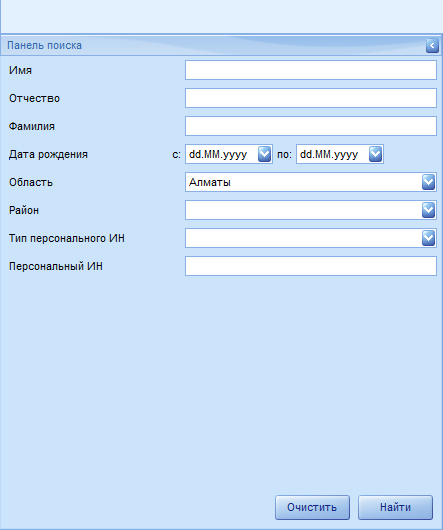 Панель поиска
Имя
Отчество
Фамилия
Дата рождения с: dd.MM.yyyy по: dd.MM.yyyy
Область Алматы
Район
Тип персонального ИН
Персональный ИН
Очистить Найти